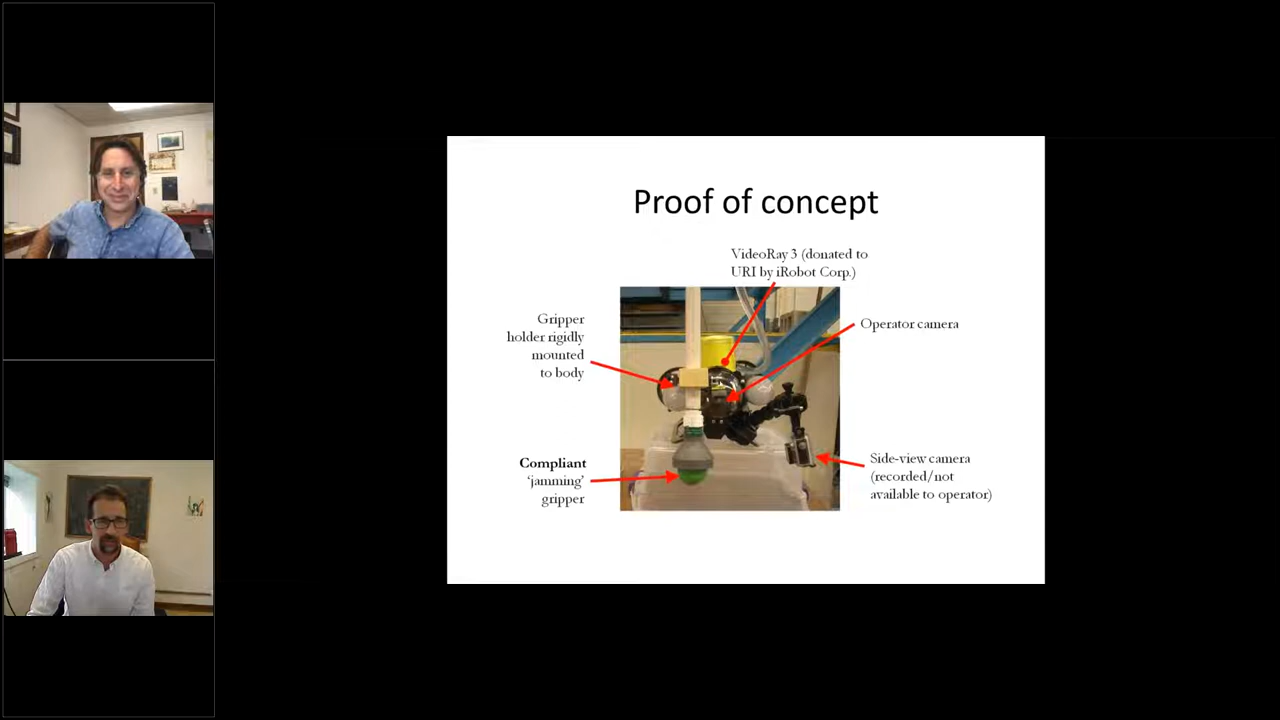 Proof of concept
VideoRay 3 (donated to
URI by iRobot Corp.)
Gripper
holder rigidly
mounted
to body
Operator camera
Compliant
‘jamming’
gripper
Side-view camera
(recorded/not
available to operator)